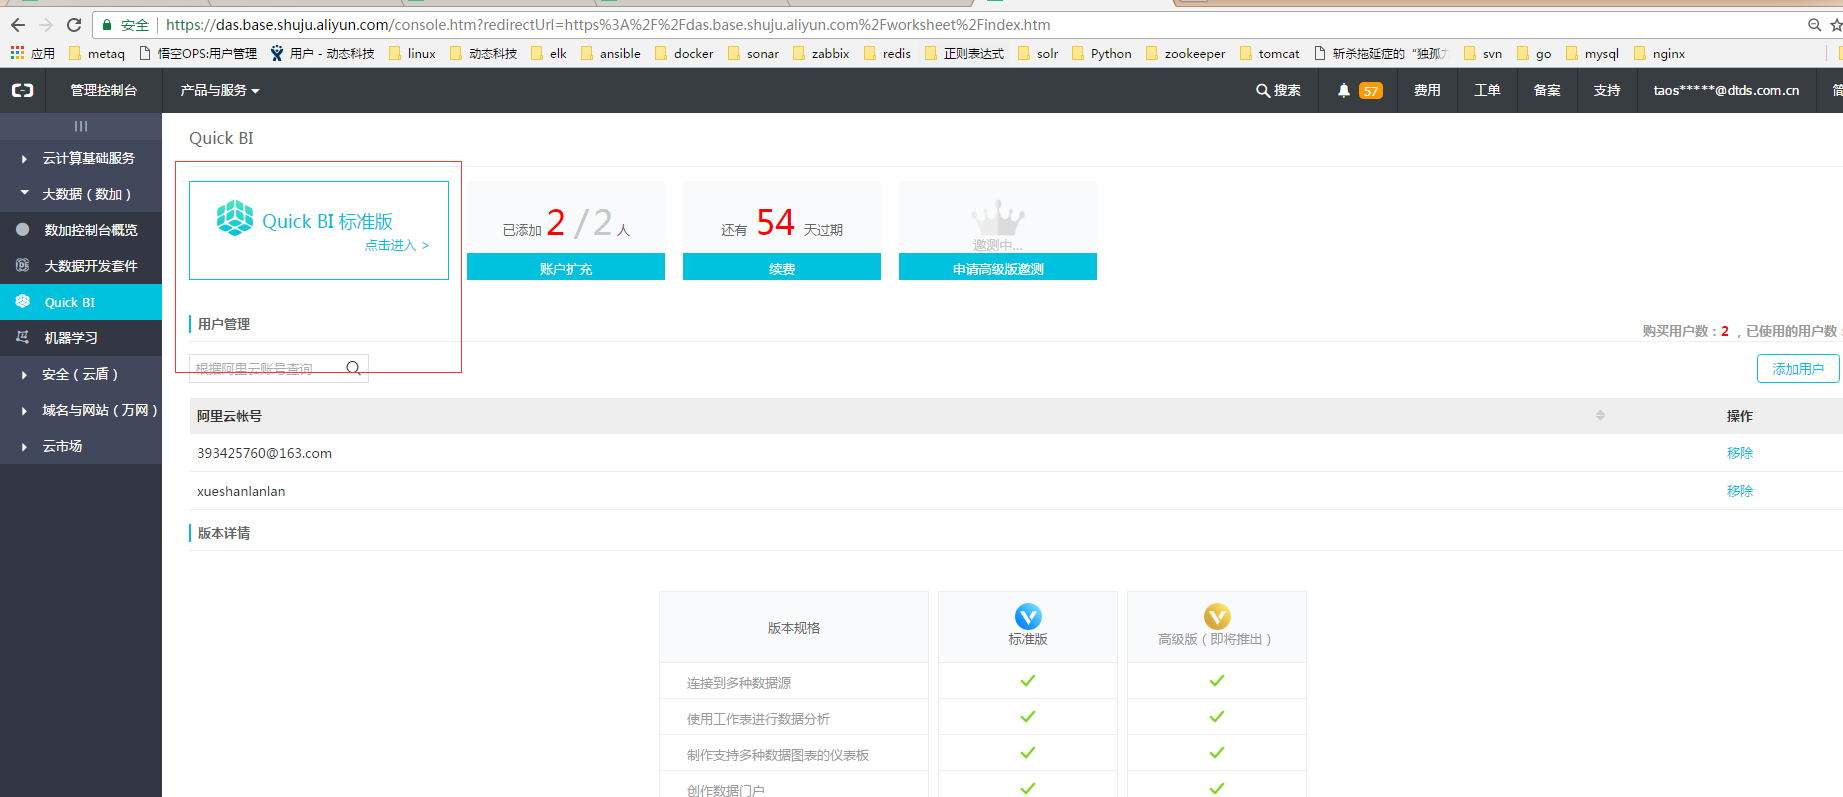 安全 https://das.base.shuju.aliyun.com/console.htm?redirectUrl=https%3A%2F%2Fdas.base.shuju.aliyun.com%2Fworksheet%2Findex.htm
应用 metaq 悟空OPS:用户管理 用户 - 动态科技 linux 动态科技 elk ansible docker sonar zabbix redis 正则表达式 solr Python zookeeper tomcat 斩杀拖延症的“独孤 svn go mysql nginx
管理控制台 产品与服务 搜索 57 费用 工单 备案 支持 taos*****@dtds.com.cn 简
Quick BI
云计算基础服务
大数据（数加）
数加控制台概览
大数据开发套件
Quick BI
机器学习
安全（云盾）
域名与网站（万网）
云市场
Quick BI 标准版
点击进入 >
已添加 2 / 2 人
账户扩充
还有 54 天过期
续费
邀测中...
申请高级版邀测
用户管理
购买用户数：2 ，已使用的用户数：
根据阿里云账号查询
添加用户
阿里云帐号 操作
393425760@163.com 移除
xueshanlanlan 移除
版本详情
版本规格 标准版 高级版（即将推出）
连接到多种数据源
使用工作表进行数据分析
制作支持多种数据图表的仪表板
创作数据门户